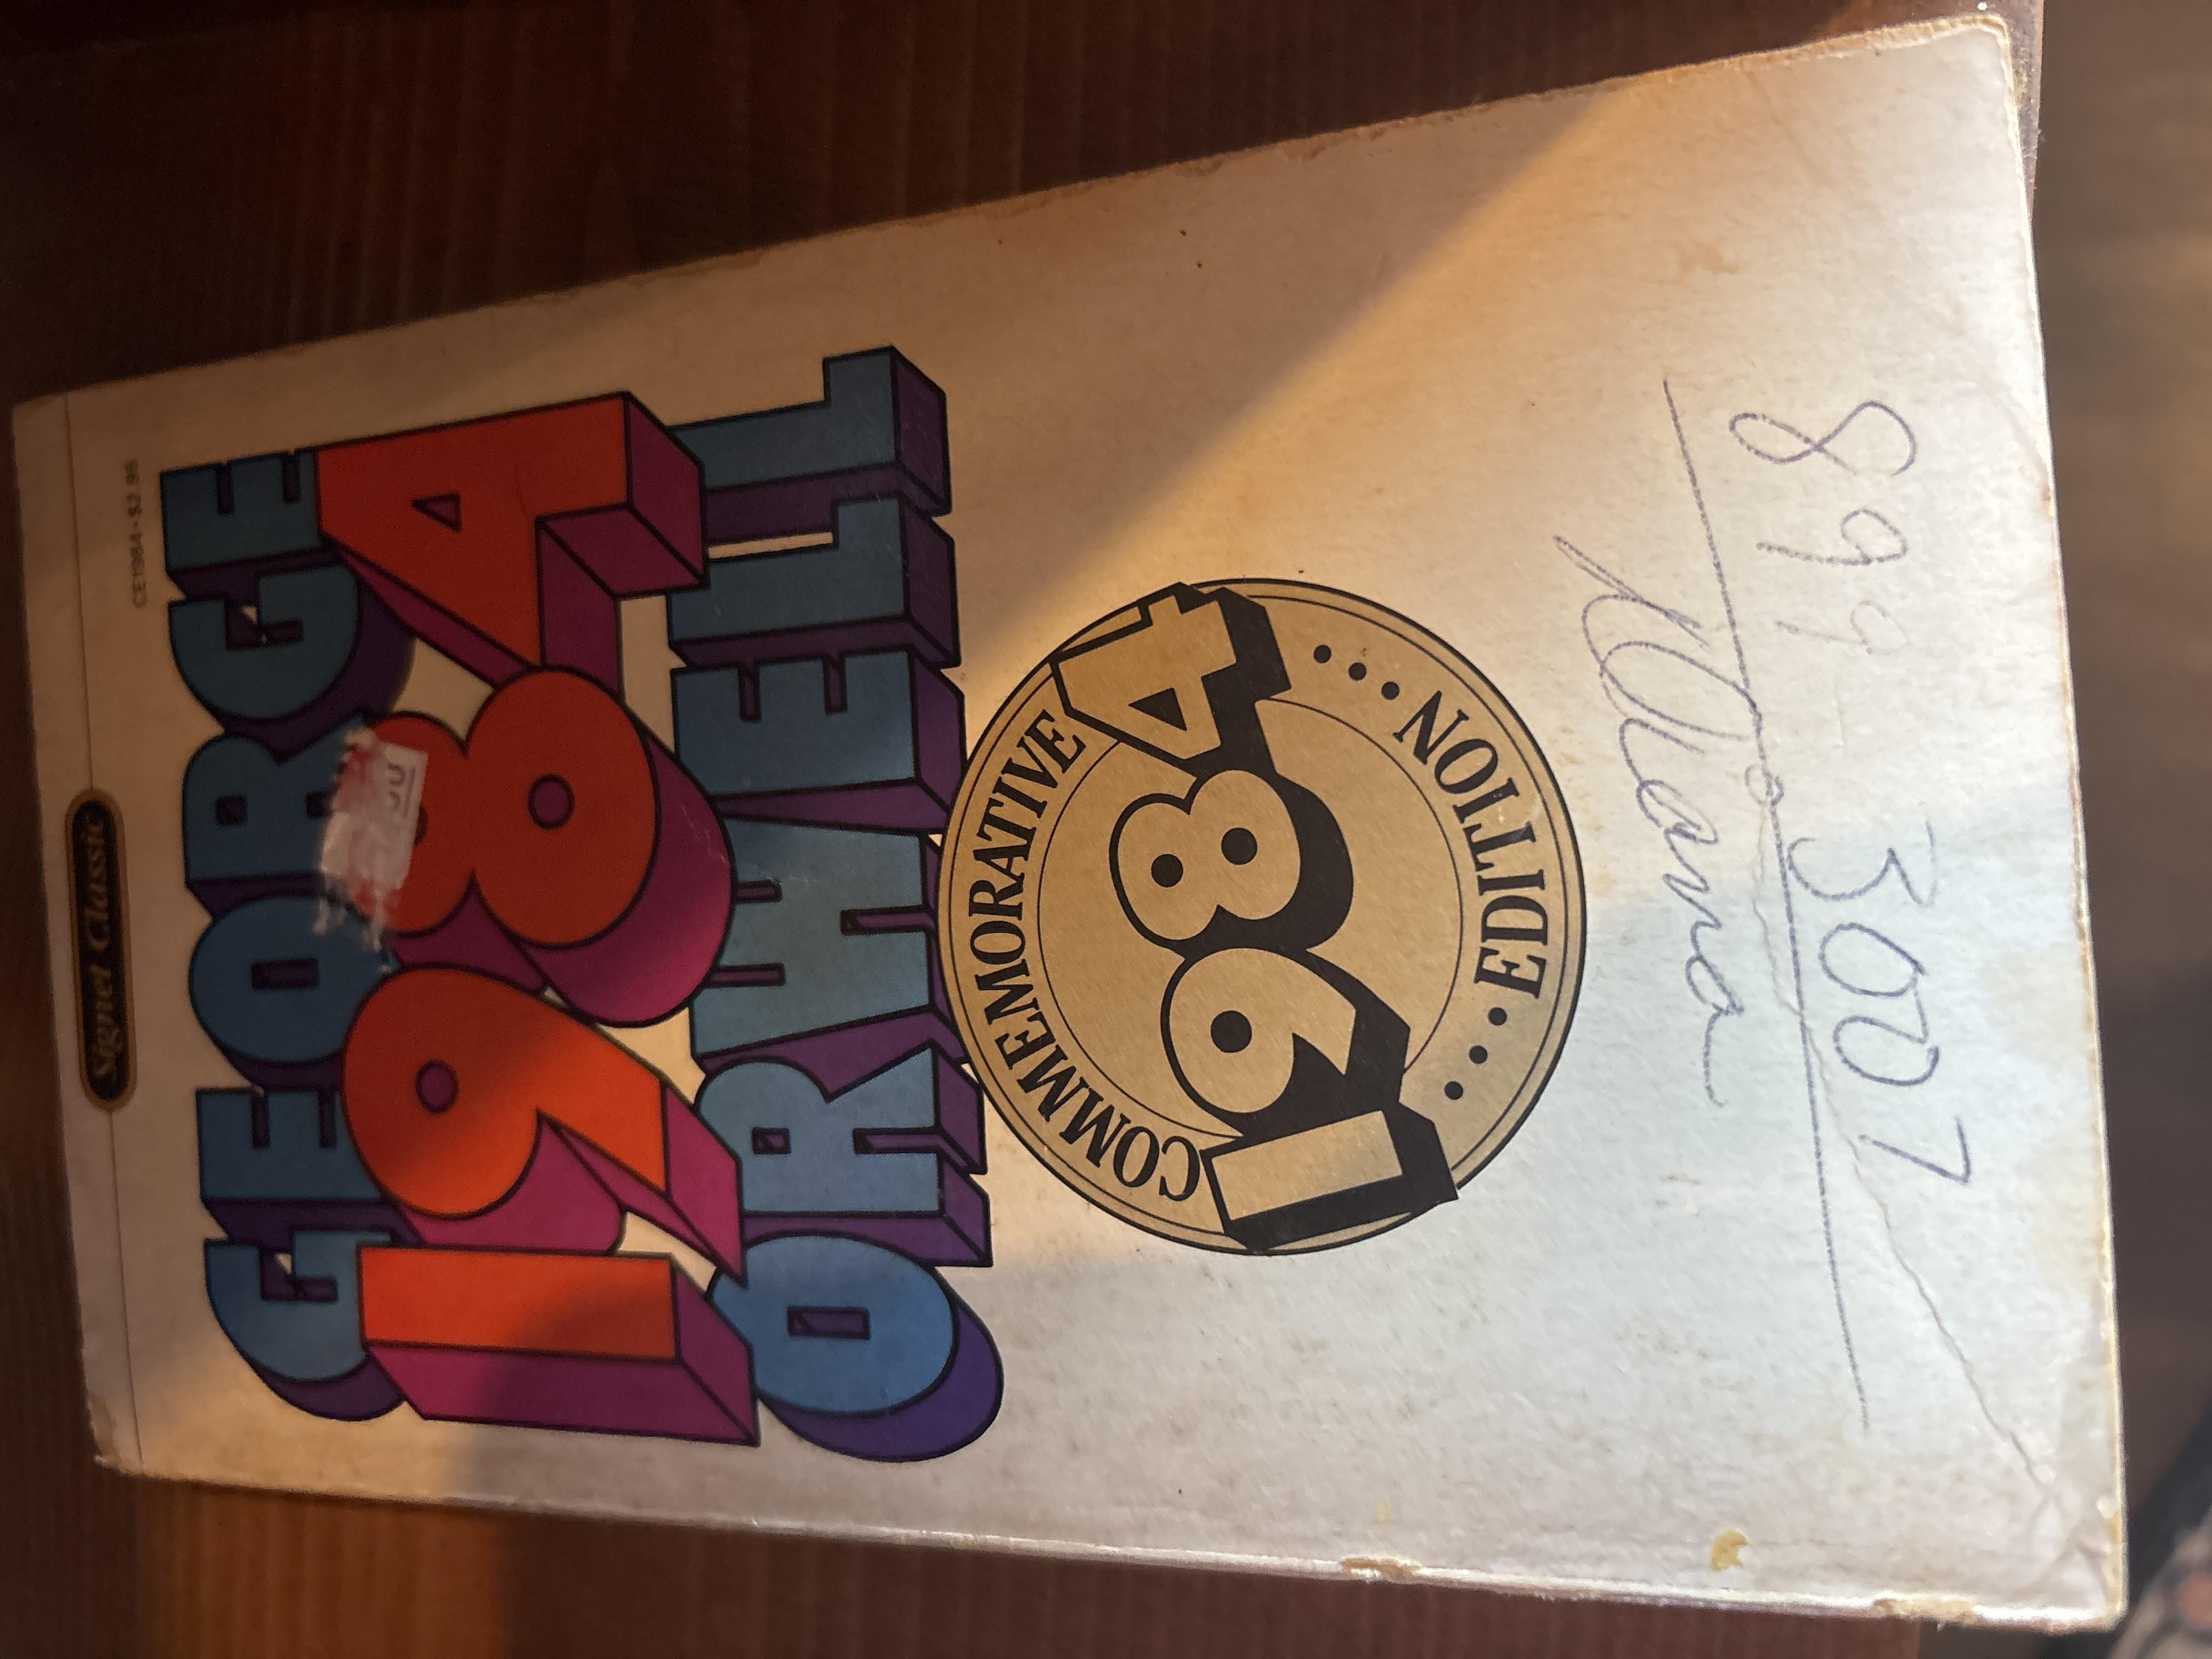 Signet Classic
CE1984 • $2.95
GEORGE
1984
ORWELL
COMMEMORATIVE
1984
EDITION
899-3007